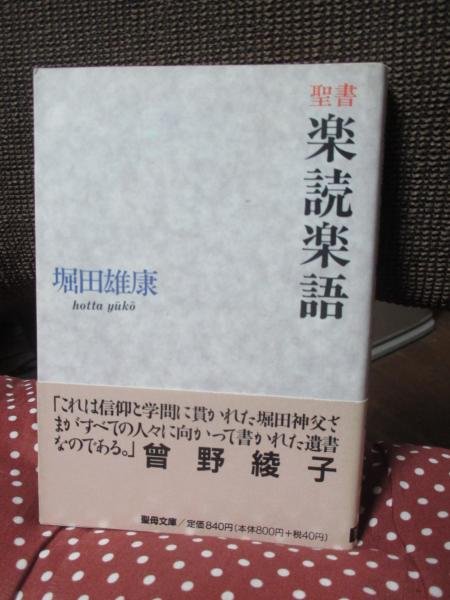 聖書
楽読楽語
堀田雄康
hotta yūkō
「これは信仰と学問に貫かれた堀田神父さ
まがすべての人々に向かって書かれた遺書
なのである。」曾野綾子
聖母文庫/定価840円(本体800円+税40円)